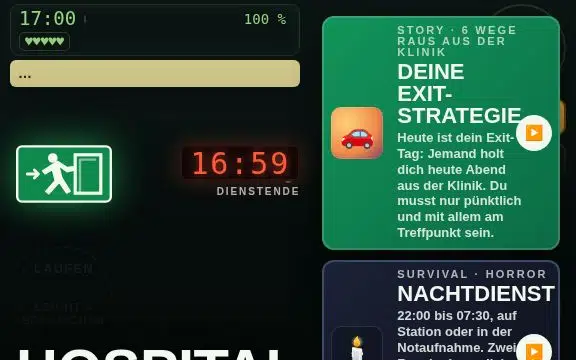 17:00
100 %
♥♥♥♥♥
...
16:59
DIENSTENDE
LAUFEN
HOSPITAL
STORY · 6 WEGE
RAUS AUS DER
KLINIK
DEINE
EXIT-
STRATEGIE
Heute ist dein Exit-
Tag: Jemand holt
dich heute Abend
aus der Klinik. Du
musst nur pünktlich
und mit allem am
Treffpunkt sein.
SURVIVAL · HORROR
NACHTDIENST
22:00 bis 07:30, auf
Station oder in der
Notaufnahme. Zwei